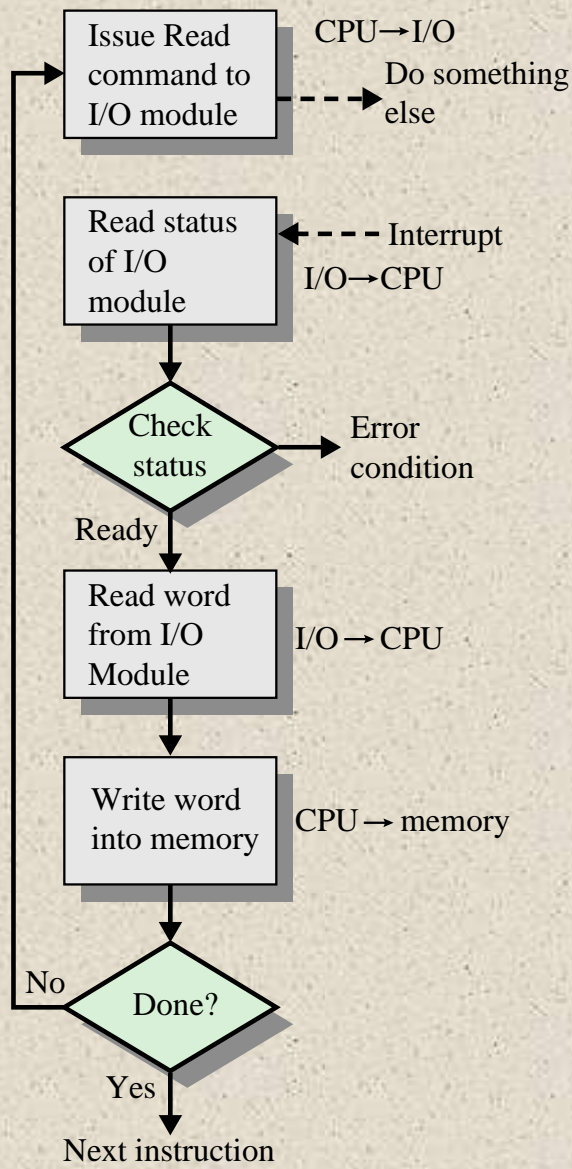 Issue Read
command to
I/O module
CPU→I/O
Do something
else
Read status
of I/O
module
Interrupt
I/O→CPU
Check
status
Error
condition
Ready
Read word
from I/O
Module
I/O → CPU
Write word
into memory
CPU → memory
No
Done?
Yes
Next instruction